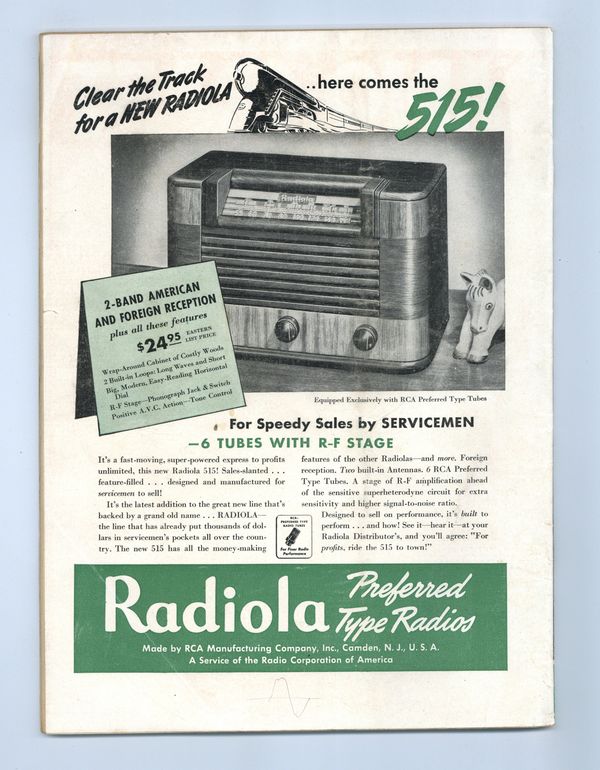 Clear the Track
for a NEW RADIOLA
..here comes the
515!
Radiola
2-BAND AMERICAN
AND FOREIGN RECEPTION
plus all these features
$24.95 EASTERN
LIST PRICE
Wrap-Around Cabinet of Costly Woods
2 Built-in Loops: Long Waves and Short
Big, Modern, Easy-Reading Horizontal
Dial
R-F Stage—Phonograph Jack & Switch
Positive A.V.C. Action—Tone Control
Equipped Exclusively with RCA Preferred Type Tubes
For Speedy Sales by SERVICEMEN
—6 TUBES WITH R-F STAGE
It's a fast-moving, super-powered express to profits
unlimited, this new Radiola 515! Sales-slanted . . .
feature-filled . . . designed and manufactured for
servicemen to sell!
It's the latest addition to the great new line that's
backed by a grand old name . . . RADIOLA—
the line that has already put thousands of dol-
lars in servicemen's pockets all over the coun-
try. The new 515 has all the money-making
features of the other Radiolas—and more. Foreign
reception. Two built-in Antennas. 6 RCA Preferred
Type Tubes. A stage of R-F amplification ahead
of the sensitive superheterodyne circuit for extra
sensitivity and higher signal-to-noise ratio.
Designed to sell on performance, it's built to
perform . . . and how! See it—hear it—at your
Radiola Distributor's, and you'll agree: "For
profits, ride the 515 to town!"
RCA
PREFERRED TYPE
RADIO TUBES
For Finer Radio
Performance
Radiola Preferred
Type Radios
Made by RCA Manufacturing Company, Inc., Camden, N. J., U. S. A.
A Service of the Radio Corporation of America